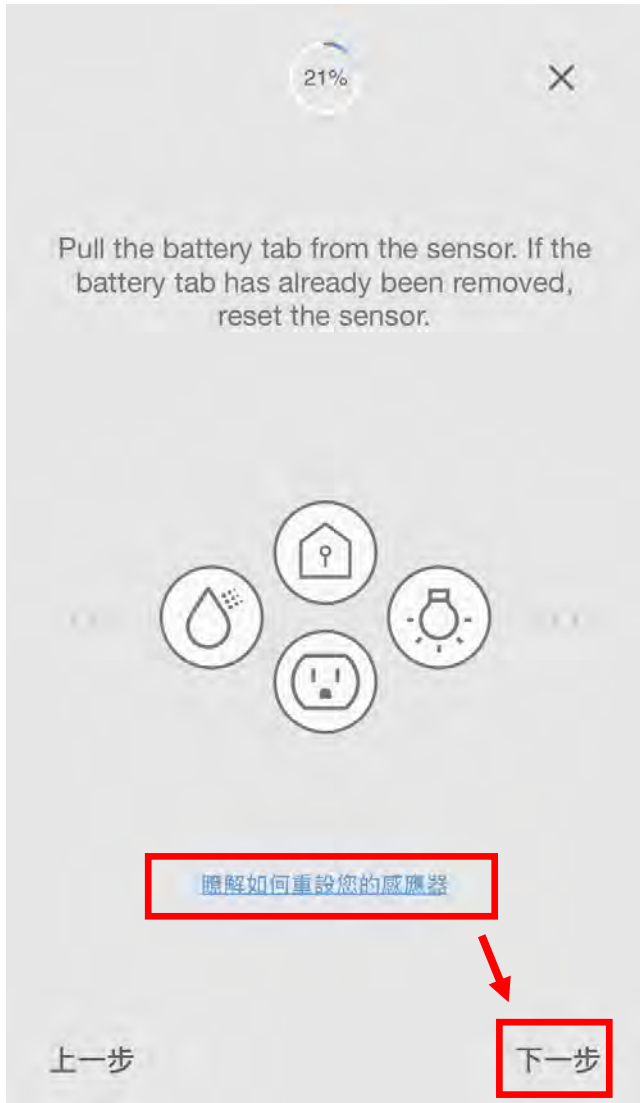 21%
Pull the battery tab from the sensor. If the
battery tab has already been removed,
reset the sensor.
瞭解如何重設您的感應器
上一步
下一步